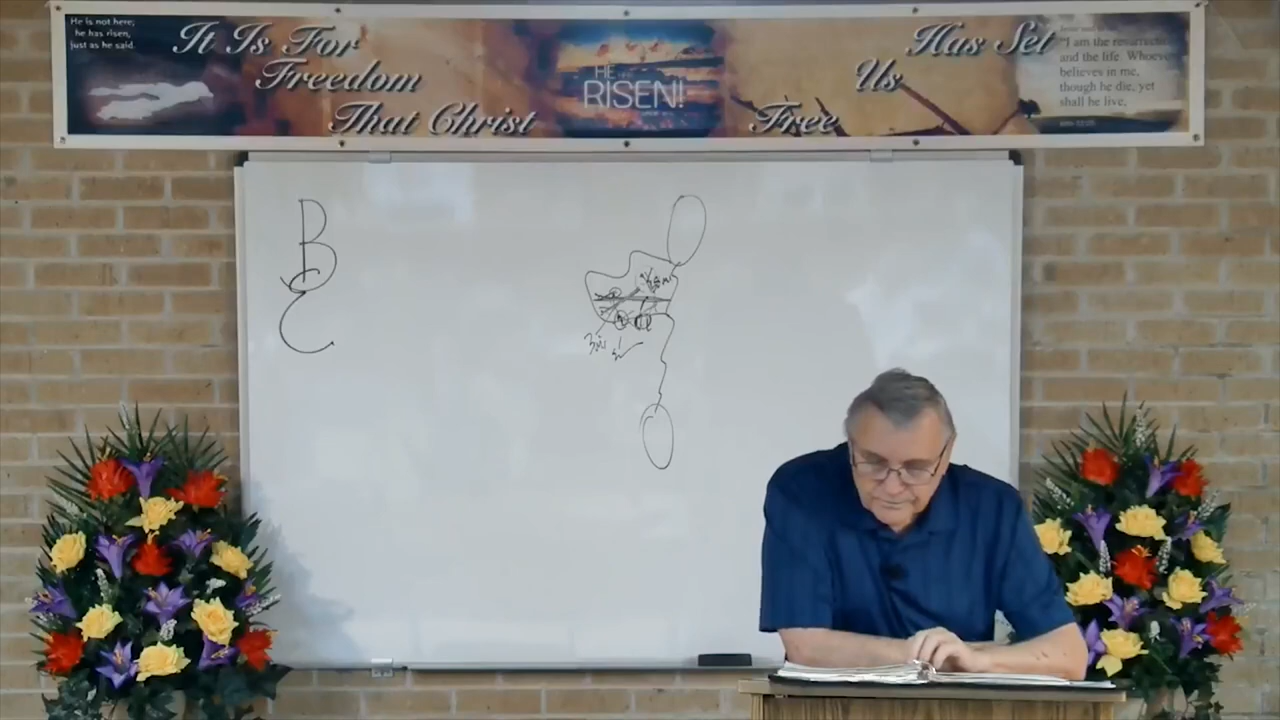 He is not here;
he has risen,
just as he said.
It Is For
Freedom
That Christ
HE
RISEN!
Has Set
Us
Free
"I am the resurrection
and the life. Whoever
believes in me,
though he die, yet
shall he live,
B
C